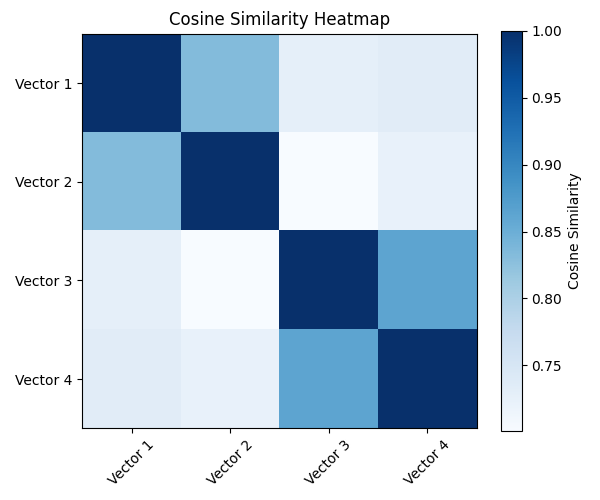 Cosine Similarity Heatmap
Vector 1
Vector 2
Vector 3
Vector 4
Vector 1
Vector 2
Vector 3
Vector 4
1.00
0.95
0.90
0.85
0.80
0.75
Cosine Similarity